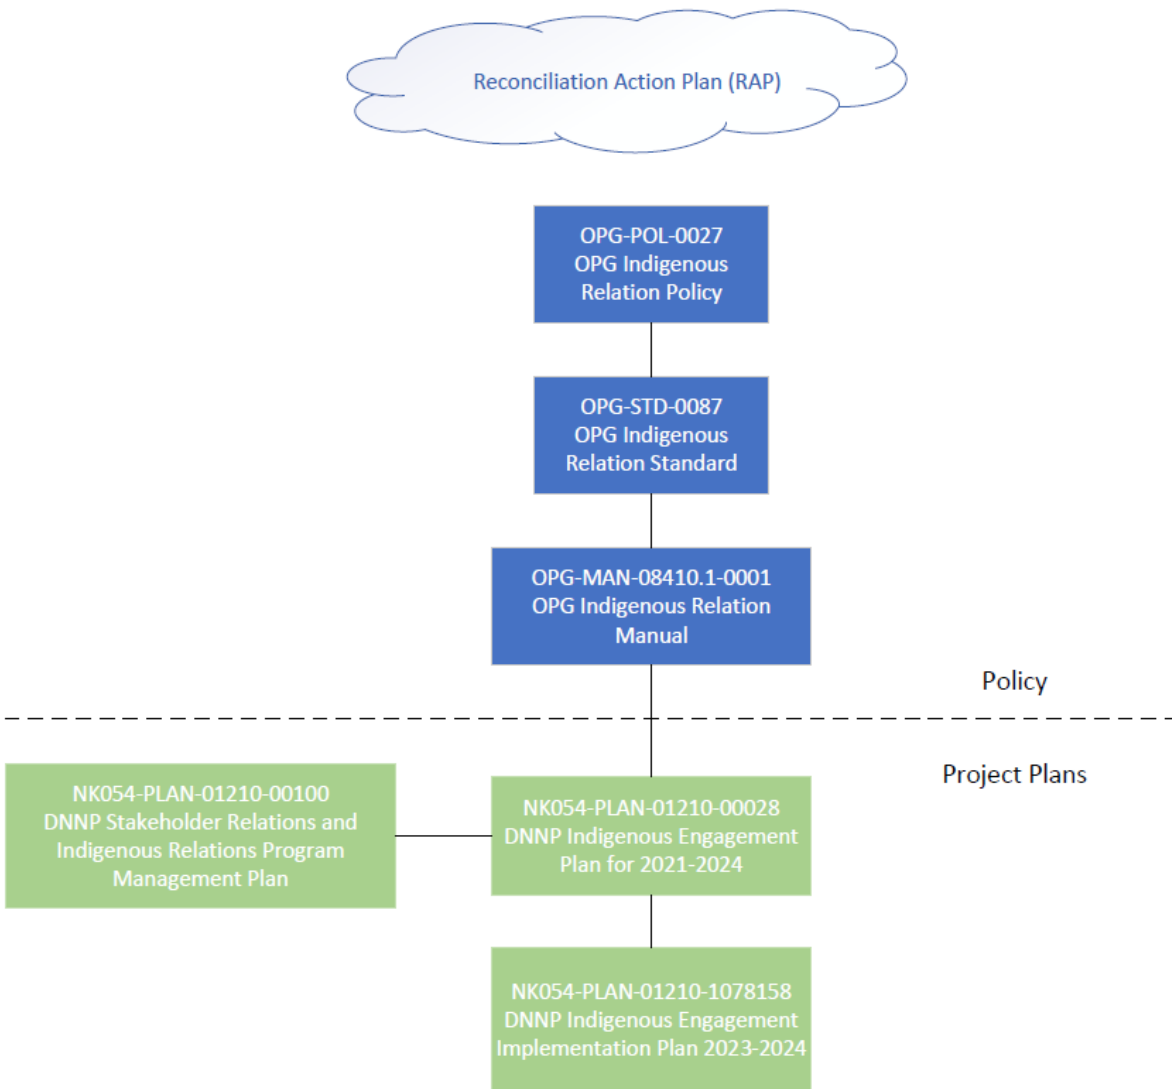 Reconciliation Action Plan (RAP)
OPG-POL-0027
OPG Indigenous
Relation Policy
OPG-STD-0087
OPG Indigenous
Relation Standard
OPG-MAN-08410.1-0001
OPG Indigenous Relation
Manual
Policy
Project Plans
NK054-PLAN-01210-00100
DNNP Stakeholder Relations and
Indigenous Relations Program
Management Plan
NK054-PLAN-01210-00028
DNNP Indigenous Engagement
Plan for 2021-2024
NK054-PLAN-01210-1078158
DNNP Indigenous Engagement
Implementation Plan 2023-2024